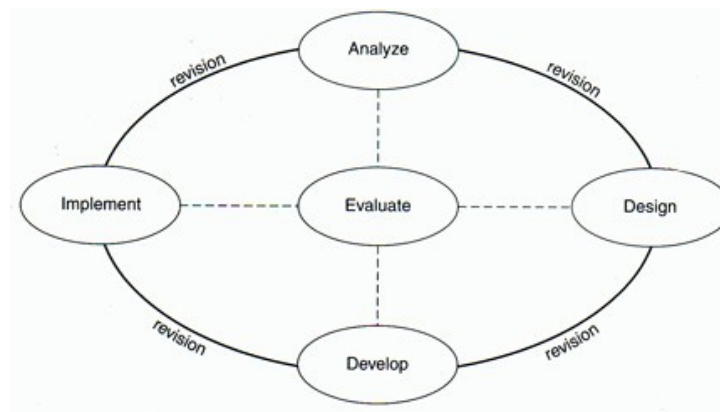 Analyze
revision
revision
Implement
Evaluate
Design
revision
revision
Develop